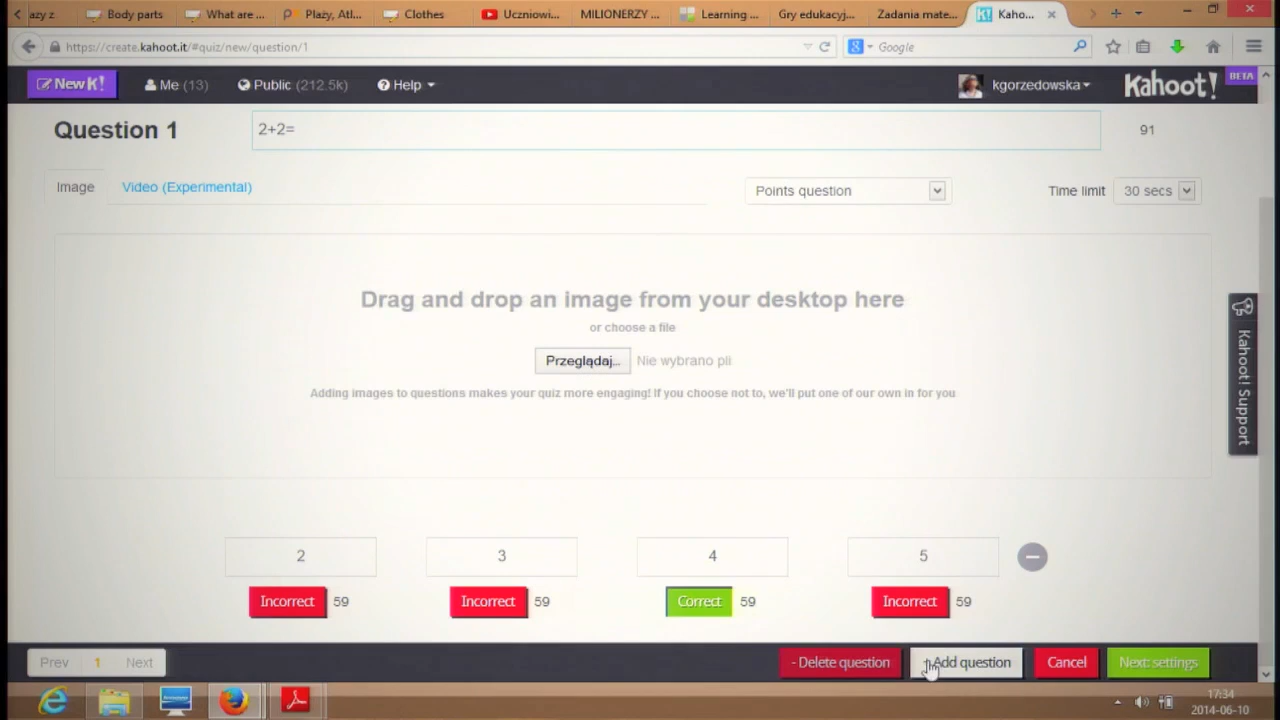 azy z
Body parts
What are ...
Plaży, Atl...
Clothes
Uczniowi...
MILIONERZY ...
Learning ...
Gry edukacyj...
Zadania mate...
Kaho...
https://create.kahoot.it/#quiz/new/question/1
Google
New K!
Me (13)
Public (212.5k)
Help
kgorzedowska
Kahoot!
BETA
Question 1
2+2=
91
Image
Video (Experimental)
Points question
Time limit
30 secs
Drag and drop an image from your desktop here
or choose a file
Przeglądaj...
Nie wybrano pli
Adding images to questions makes your quiz more engaging! If you choose not to, we'll put one of our own in for you
Kahoot! Support
2
3
4
5
Incorrect
59
Incorrect
59
Correct
59
Incorrect
59
Prev
1
Next
- Delete question
+ Add question
Cancel
Next: settings
17:34
2014-06-10